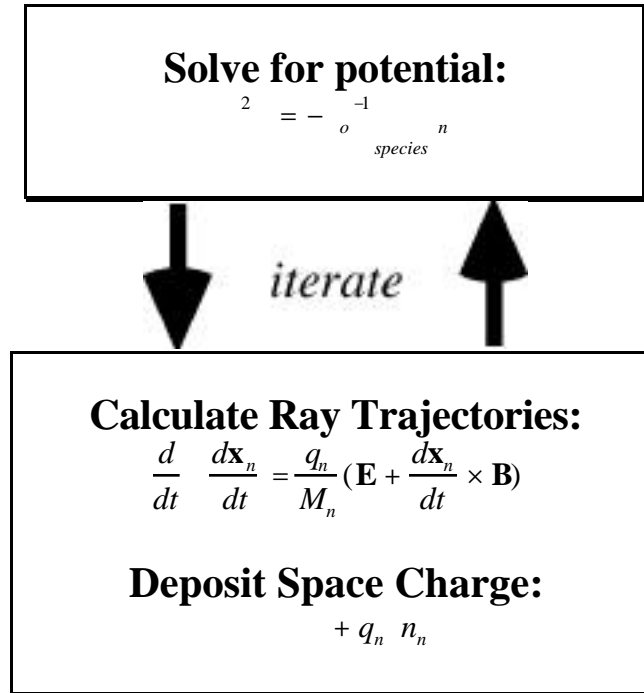 Solve for potential:
2 = − o −1 species n
iterate
Calculate Ray Trajectories:
d/dt dx_n/dt = q_n/M_n (E + dx_n/dt × B)
Deposit Space Charge:
+ q_n n_n